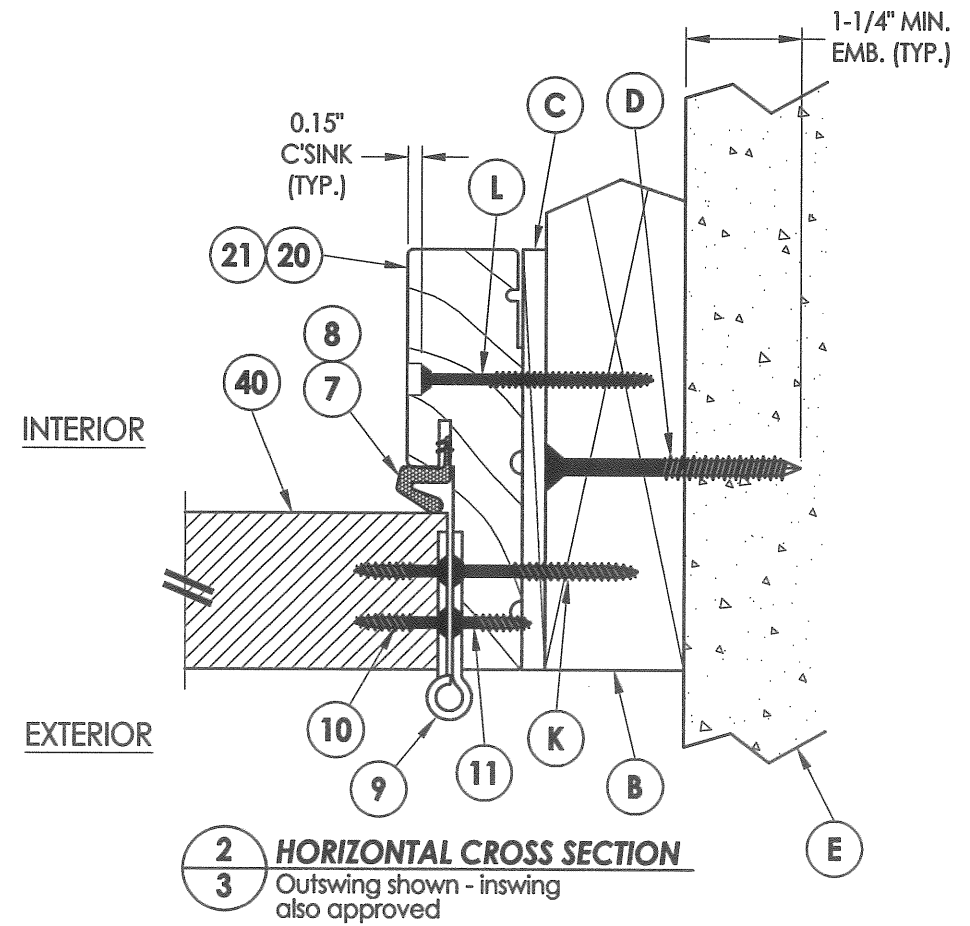 1-1/4" MIN.
EMB. (TYP.)
C
D
0.15"
C'SINK
(TYP.)
L
21
20
8
7
40
INTERIOR
EXTERIOR
10
9
11
K
B
E
2
3
HORIZONTAL CROSS SECTION
Outswing shown - inswing
also approved